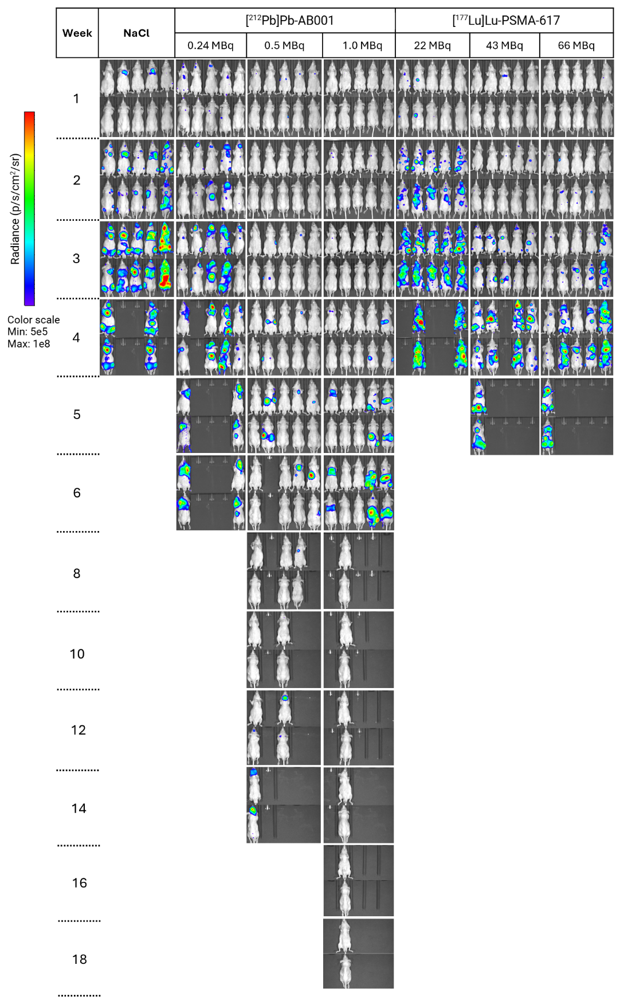 Week
NaCl
[²¹²Pb]Pb-AB001
[¹⁷⁷Lu]Lu-PSMA-617
0.24 MBq
0.5 MBq
1.0 MBq
22 MBq
43 MBq
66 MBq
1
2
3
4
5
6
8
10
12
14
16
18
Radiance (p/s/cm²/sr)
Color scale
Min: 5e5
Max: 1e8